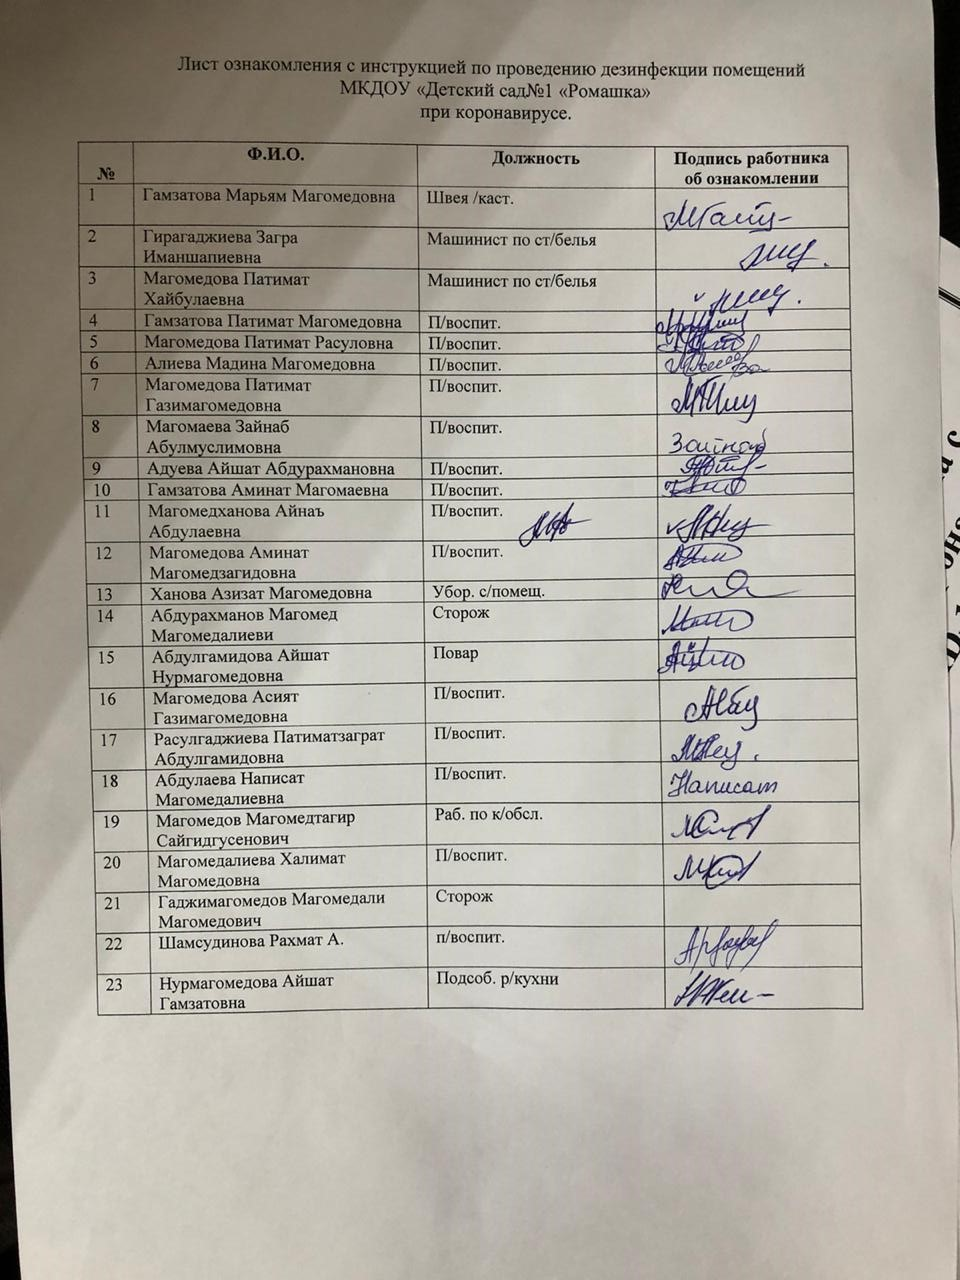 Лист ознакомления с инструкцией по проведению дезинфекции помещений
МКДОУ «Детский сад№1 «Ромашка»
при коронавирусе.
№ Ф.И.О. Должность Подпись работника
об ознакомлении
1 Гамзатова Марьям Магомедовна Швея /каст.
2 Гирагаджиева Загра Машинист по ст/белья
Иманшапиевна
3 Магомедова Патимат Машинист по ст/белья
Хайбулаевна
4 Гамзатова Патимат Магомедовна П/воспит.
5 Магомедова Патимат Расуловна П/воспит.
6 Алиева Мадина Магомедовна П/воспит.
7 Магомедова Патимат П/воспит.
Газимагомедовна
8 Магомаева Зайнаб П/воспит.
Абулмуслимовна Зайнаб
9 Адуева Айшат Абдурахмановна П/воспит.
10 Гамзатова Аминат Магомаевна П/воспит.
11 Магомедханова Айнаъ П/воспит.
Абдулаевна
12 Магомедова Аминат П/воспит.
Магомедзагидовна
13 Ханова Азизат Магомедовна Убор. с/помещ.
14 Абдурахманов Магомед Сторож
Магомедалиеви
15 Абдулгамидова Айшат Повар
Нурмагомедовна
16 Магомедова Асият П/воспит.
Газимагомедовна
17 Расулгаджиева Патиматзаграт П/воспит.
Абдулгамидовна
18 Абдулаева Написат П/воспит. Написат
Магомедалиевна
19 Магомедов Магомедтагир Раб. по к/обсл.
Сайгидгусенович
20 Магомедалиева Халимат П/воспит.
Магомедовна
21 Гаджимагомедов Магомедали Сторож
Магомедович
22 Шамсудинова Рахмат А. п/воспит.
23 Нурмагомедова Айшат Подсоб. р/кухни
Гамзатовна